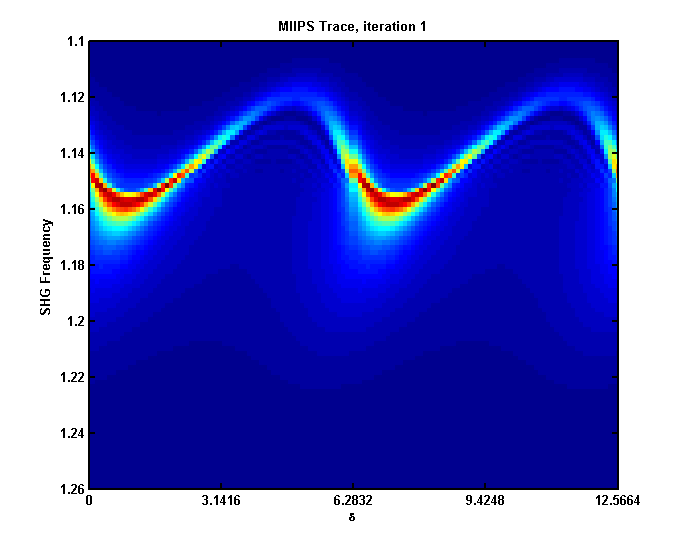 MIIPS Trace, iteration 1
1.1
1.12
1.14
1.16
1.18
1.2
1.22
1.24
1.26
SHG Frequency
0 3.1416 6.2832 9.4248 12.5664
δ